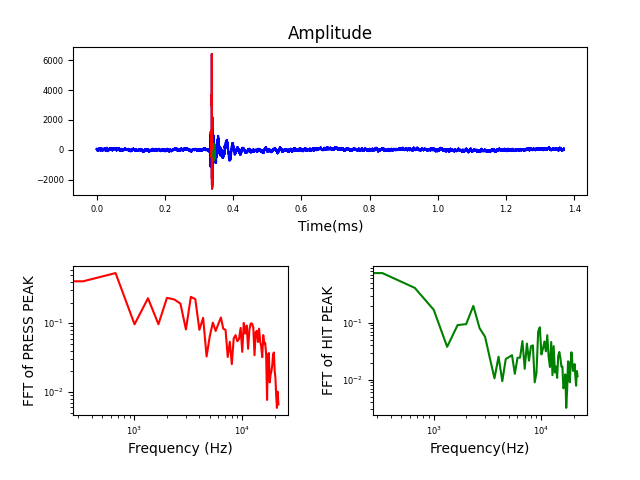 Amplitude
6000
4000
2000
0
−2000
0.0 0.2 0.4 0.6 0.8 1.0 1.2 1.4
Time(ms)
FFT of PRESS PEAK
10⁻¹
10⁻²
10³ 10⁴
Frequency (Hz)
FFT of HIT PEAK
10⁻¹
10⁻²
10³ 10⁴
Frequency(Hz)